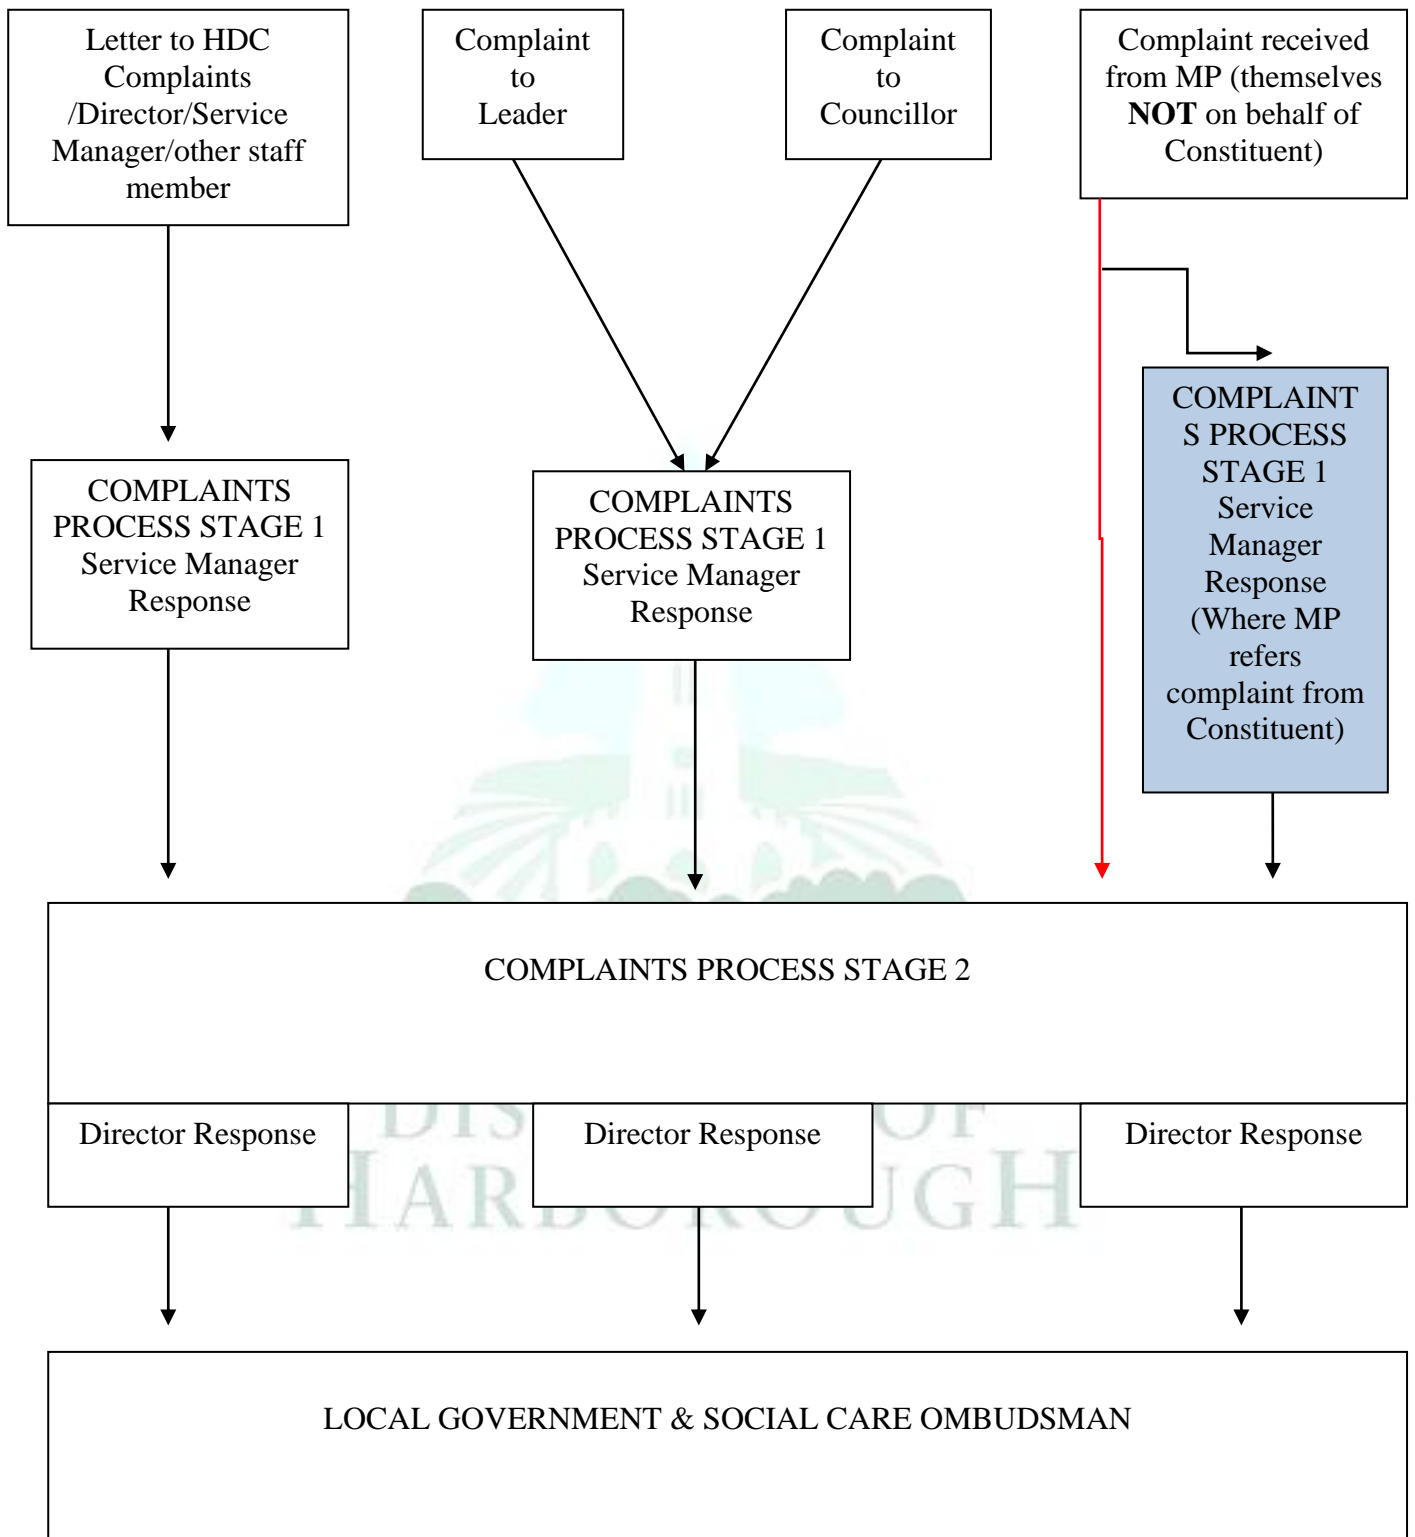 Letter to HDC
Complaints
/Director/Service
Manager/other staff
member
Complaint
to
Leader
Complaint
to
Councillor
Complaint received
from MP (themselves
NOT on behalf of
Constituent)
COMPLAINTS
PROCESS STAGE 1
Service Manager
Response
COMPLAINTS
PROCESS STAGE 1
Service Manager
Response
COMPLAINT
S PROCESS
STAGE 1
Service
Manager
Response
(Where MP
refers
complaint from
Constituent)
COMPLAINTS PROCESS STAGE 2
Director Response
Director Response
Director Response
DIS OF
HARBOROUGH
LOCAL GOVERNMENT & SOCIAL CARE OMBUDSMAN